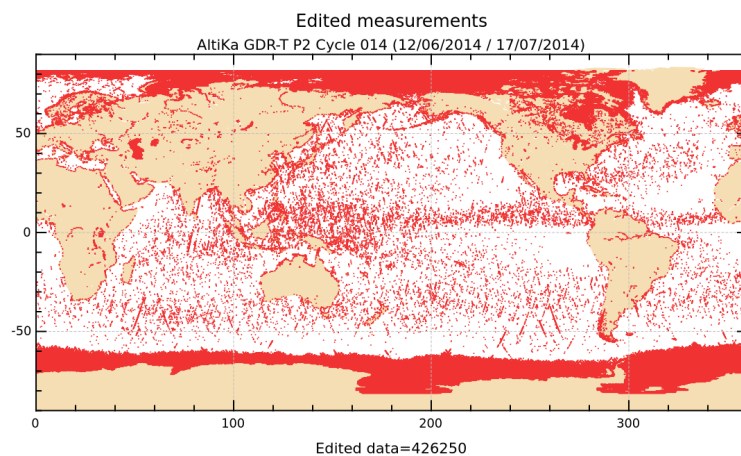 Edited measurements
AltiKa GDR-T P2 Cycle 014 (12/06/2014 / 17/07/2014)
50
0
-50
0 100 200 300
Edited data=426250